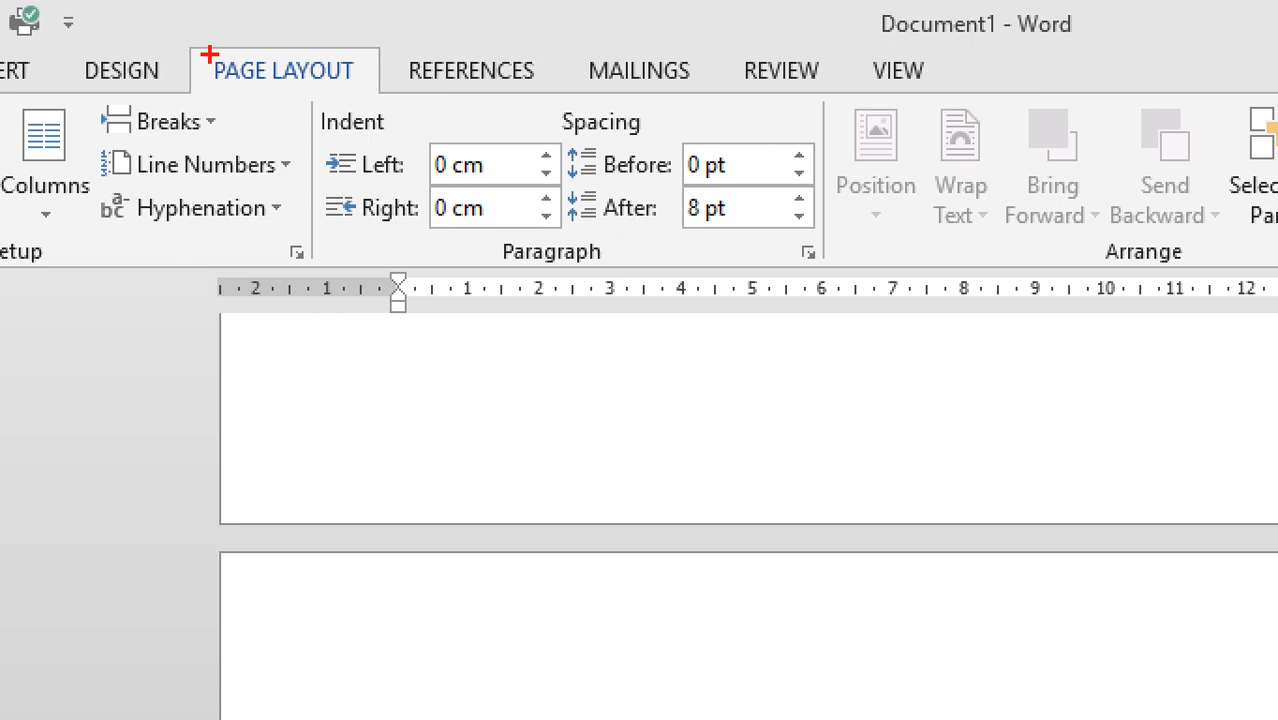 Document1 - Word
ERT DESIGN PAGE LAYOUT REFERENCES MAILINGS REVIEW VIEW
Columns
Breaks
Line Numbers
Hyphenation
etup
Indent
Left: 0 cm
Right: 0 cm
Spacing
Before: 0 pt
After: 8 pt
Paragraph
Position
Wrap
Text
Bring
Forward
Send
Backward
Selec
Pan
Arrange
2 1 1 2 3 4 5 6 7 8 9 10 11 12